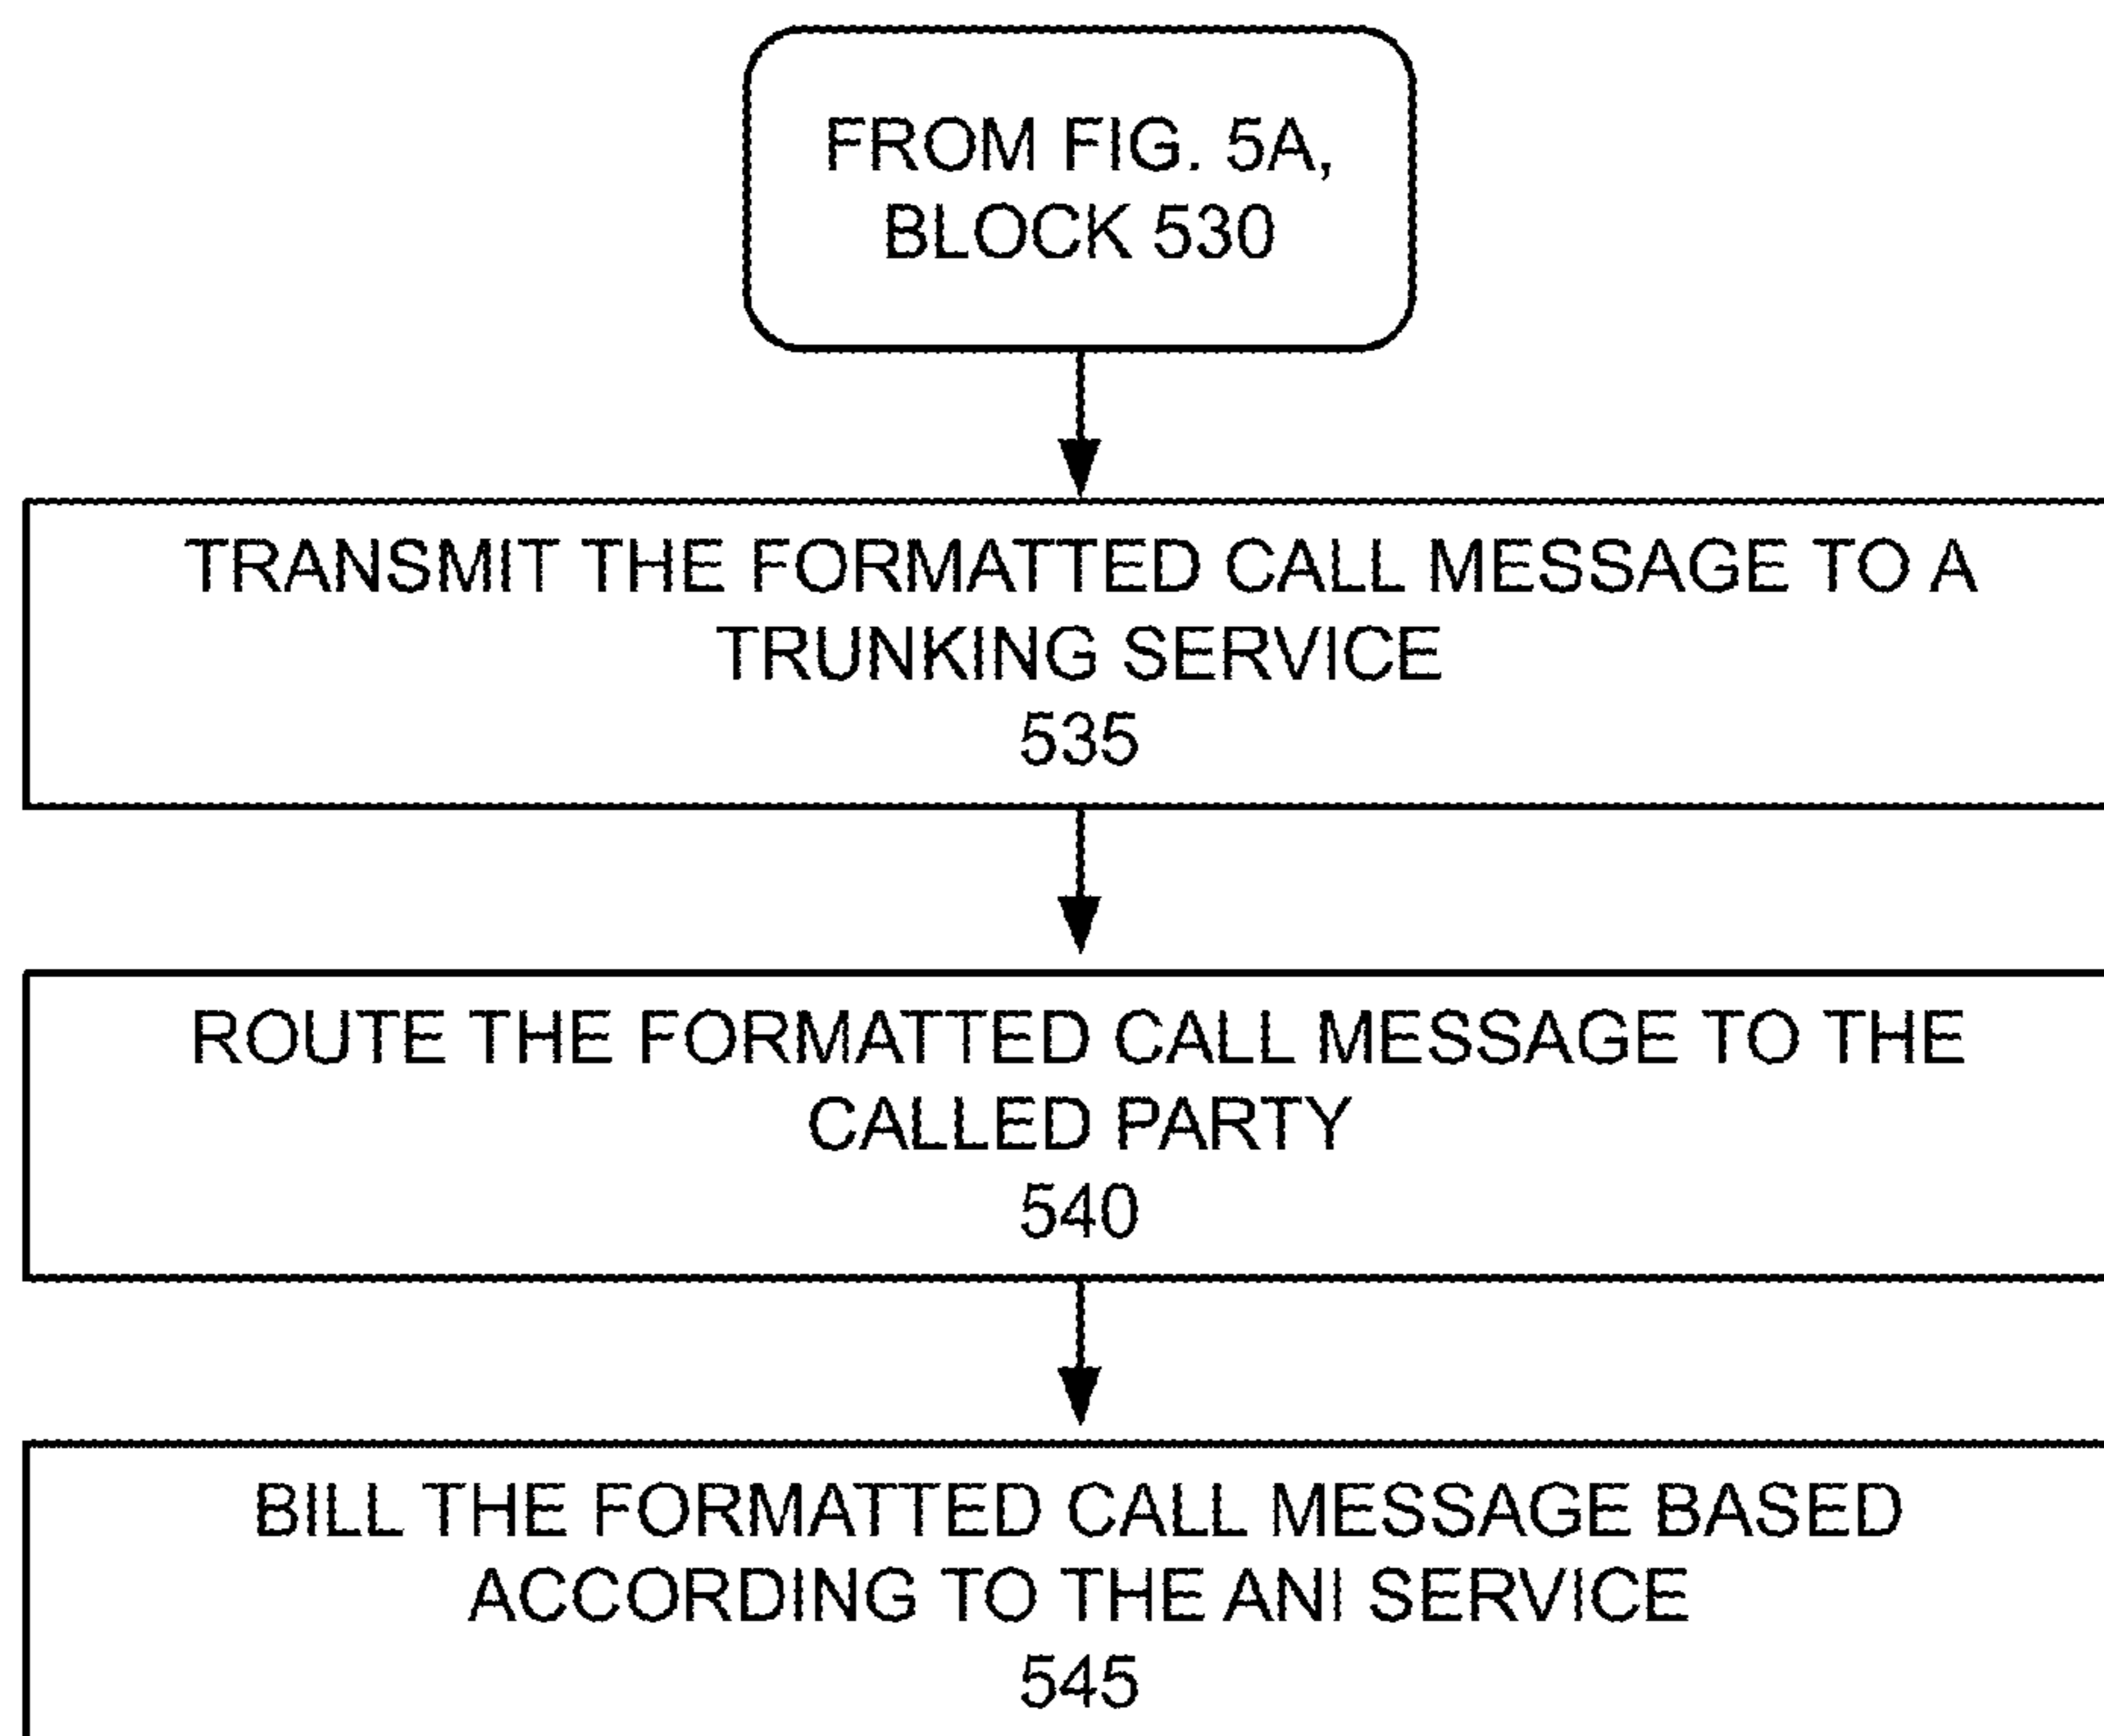 FROM FIG. 5A,
BLOCK 530
TRANSMIT THE FORMATTED CALL MESSAGE TO A
TRUNKING SERVICE
535
ROUTE THE FORMATTED CALL MESSAGE TO THE
CALLED PARTY
540
BILL THE FORMATTED CALL MESSAGE BASED
ACCORDING TO THE ANI SERVICE
545